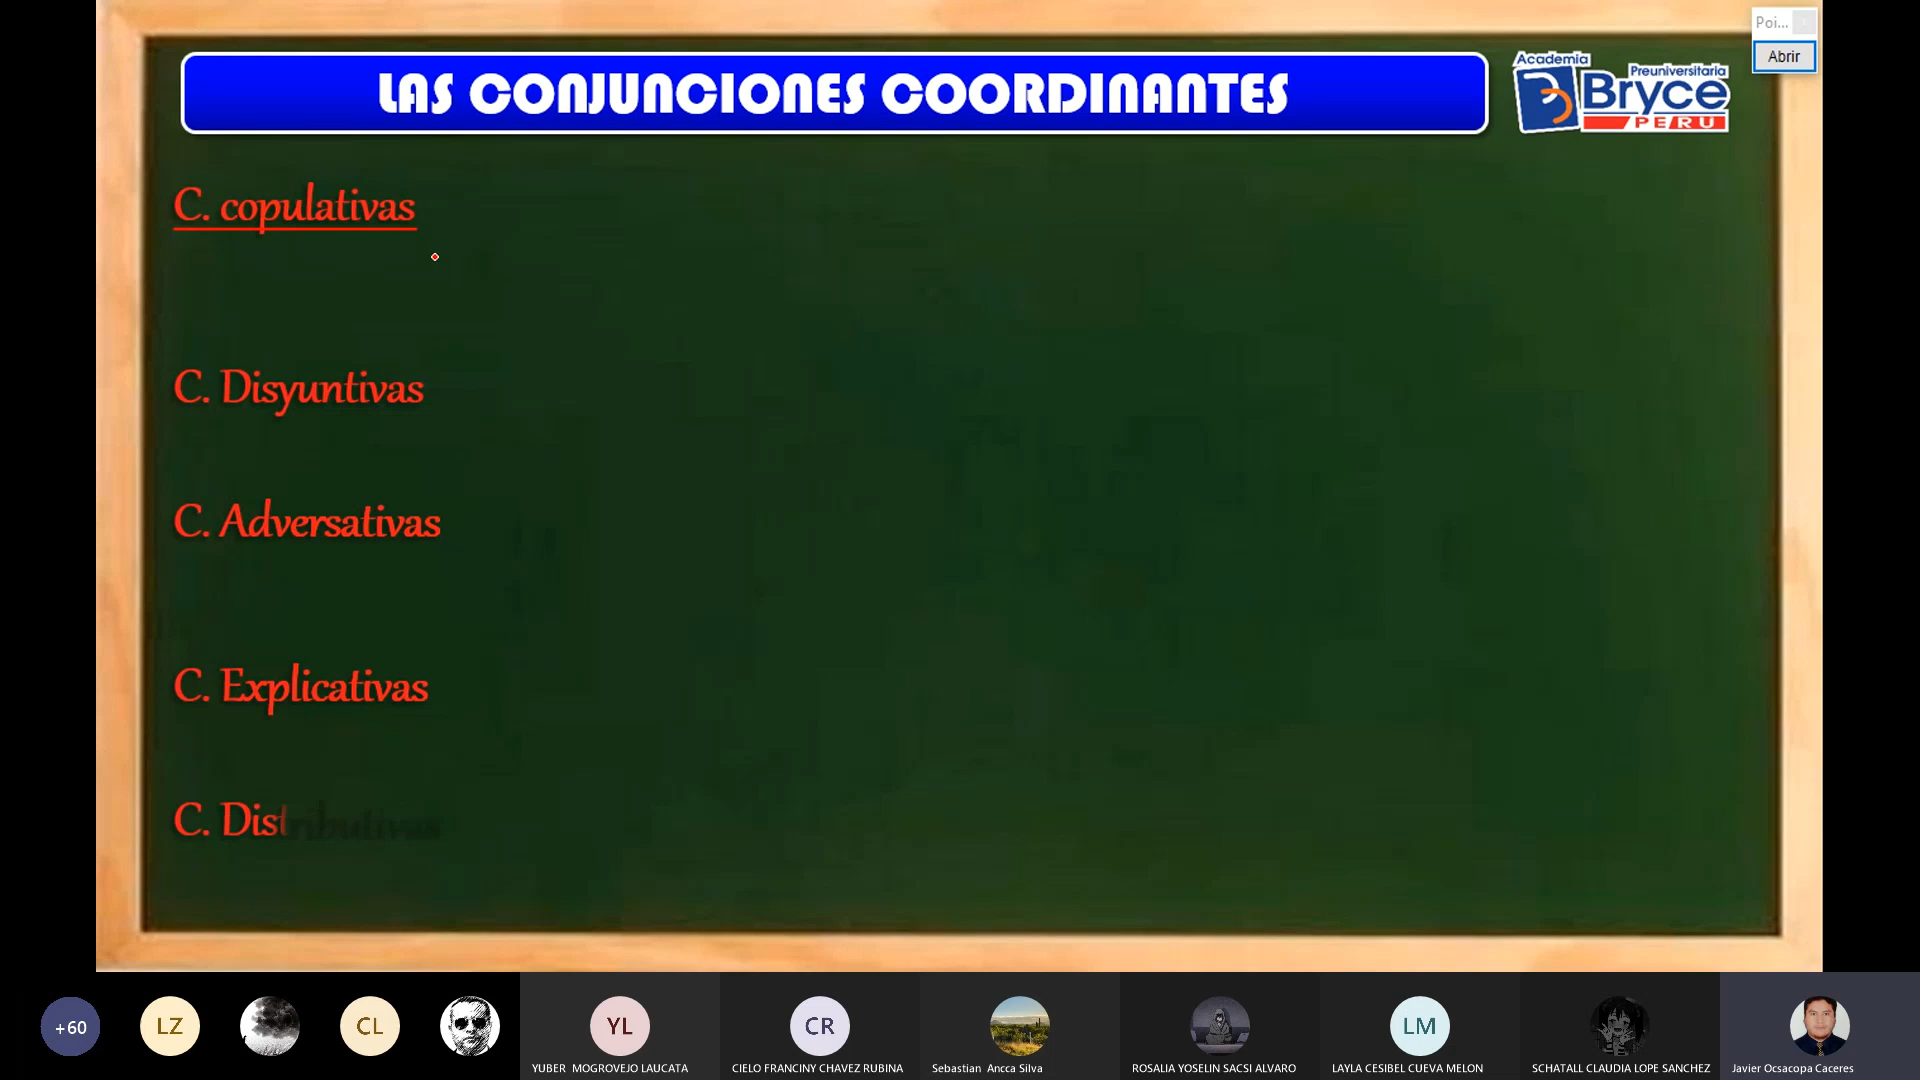 LAS CONJUNCIONES COORDINANTES
Academia
Preuniversitaria
Bryce
PERU
Poi...
Abrir
C. copulativas
C. Disyuntivas
C. Adversativas
C. Explicativas
C. Distributivas
+60
LZ
CL
YL
CR
LM
YUBER MOGROVEJO LAUCATA
CIELO FRANCINY CHAVEZ RUBINA
Sebastian Ancca Silva
ROSALIA YOSELIN SACSI ALVARO
LAYLA CESIBEL CUEVA MELON
SCHATALL CLAUDIA LOPE SANCHEZ
Javier Ocsacopa Caceres